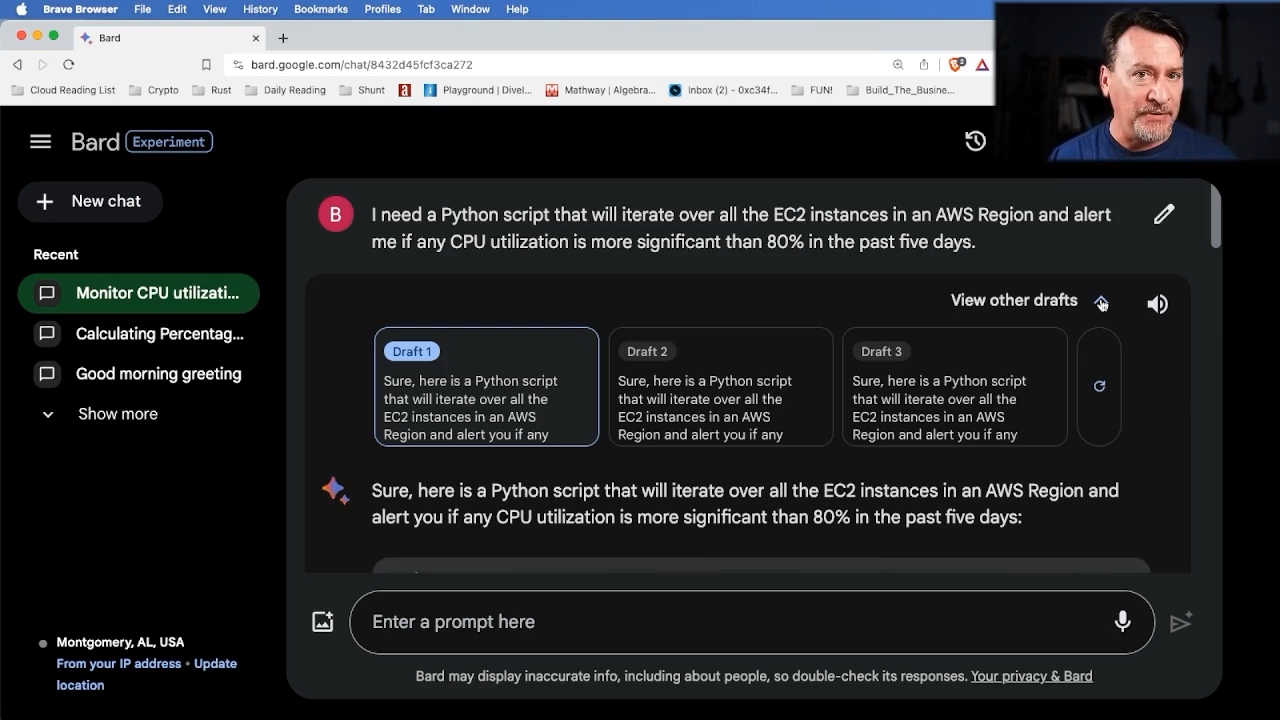 Brave Browser File Edit View History Bookmarks Profiles Tab Window Help
Bard
bard.google.com/chat/8432d45fcf3ca272
2
Cloud Reading List Crypto Rust Daily Reading Shunt a Playground (Divel... Mathway | Algebra... Inbox (2) - 0xc34f... FUN! Build_The_Busine...
Bard Experiment
New chat
Recent
Monitor CPU utilizati...
Calculating Percentag...
Good morning greeting
Show more
Montgomery, AL, USA
From your IP address • Update
location
B
I need a Python script that will iterate over all the EC2 instances in an AWS Region and alert
me if any CPU utilization is more significant than 80% in the past five days.
View other drafts
Draft 1
Sure, here is a Python script
that will iterate over all the
EC2 instances in an AWS
Region and alert you if any
Draft 2
Sure, here is a Python script
that will iterate over all the
EC2 instances in an AWS
Region and alert you if any
Draft 3
Sure, here is a Python script
that will iterate over all the
EC2 instances in an AWS
Region and alert you if any
Sure, here is a Python script that will iterate over all the EC2 instances in an AWS Region and
alert you if any CPU utilization is more significant than 80% in the past five days:
Enter a prompt here
Bard may display inaccurate info, including about people, so double-check its responses. Your privacy & Bard